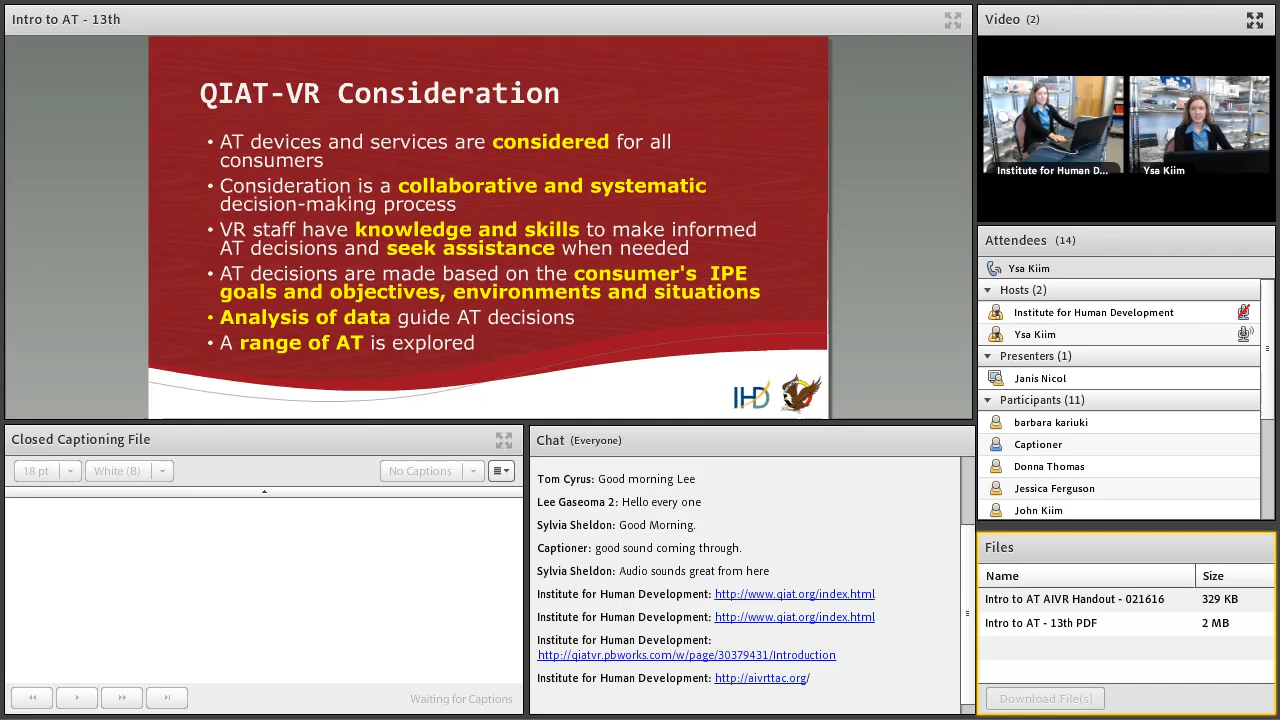 Intro to AT - 13th
QIAT-VR Consideration
• AT devices and services are considered for all
consumers
• Consideration is a collaborative and systematic
decision-making process
• VR staff have knowledge and skills to make informed
AT decisions and seek assistance when needed
• AT decisions are made based on the consumer's IPE
goals and objectives, environments and situations
• Analysis of data guide AT decisions
• A range of AT is explored
IHD
Closed Captioning File
18 pt
White (B)
No Captions
Waiting for Captions
Chat (Everyone)
Tom Cyrus: Good morning Lee
Lee Gaseoma 2: Hello every one
Sylvia Sheldon: Good Morning.
Captioner: good sound coming through.
Sylvia Sheldon: Audio sounds great from here
Institute for Human Development: http://www.qiat.org/index.html
Institute for Human Development: http://www.qiat.org/index.html
Institute for Human Development:
http://qiatvr.pbworks.com/w/page/30379431/Introduction
Institute for Human Development: http://aivrttac.org/
Video (2)
Institute for Human D...
Ysa Kiim
Attendees (14)
Ysa Kiim
Hosts (2)
Institute for Human Development
Ysa Kiim
Presenters (1)
Janis Nicol
Participants (11)
barbara kariuki
Captioner
Donna Thomas
Jessica Ferguson
John Kiim
Files
Name Size
Intro to AT AIVR Handout - 021616 329 KB
Intro to AT - 13th PDF 2 MB
Download File(s)